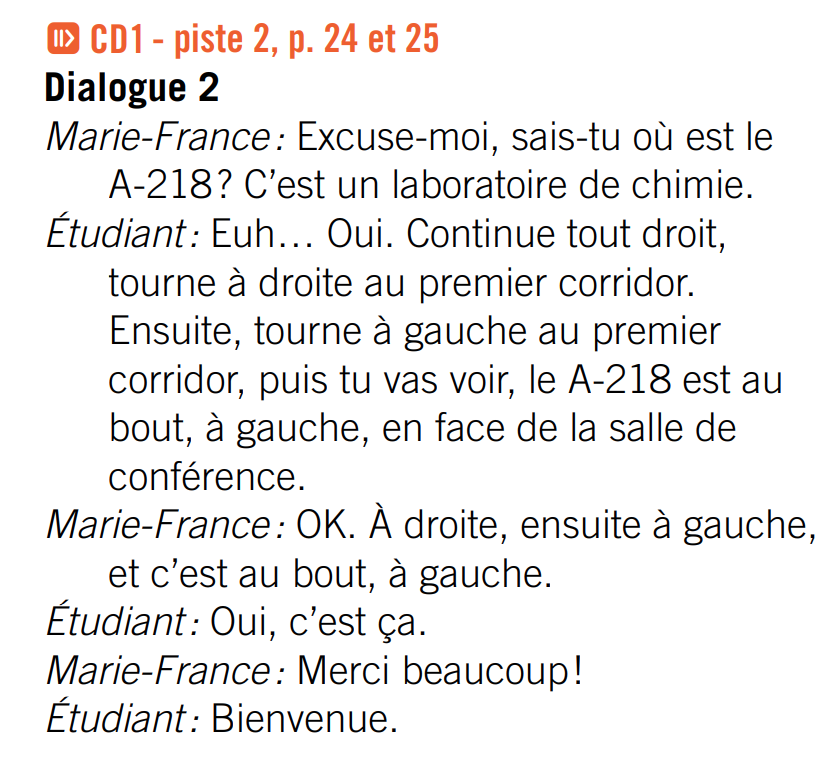 CD1 - piste 2, p. 24 et 25
Dialogue 2
Marie-France : Excuse-moi, sais-tu où est le
A-218? C’est un laboratoire de chimie.
Étudiant : Euh… Oui. Continue tout droit,
tourne à droite au premier corridor.
Ensuite, tourne à gauche au premier
corridor, puis tu vas voir, le A-218 est au
bout, à gauche, en face de la salle de
conférence.
Marie-France : OK. À droite, ensuite à gauche,
et c’est au bout, à gauche.
Étudiant : Oui, c’est ça.
Marie-France : Merci beaucoup!
Étudiant : Bienvenue.